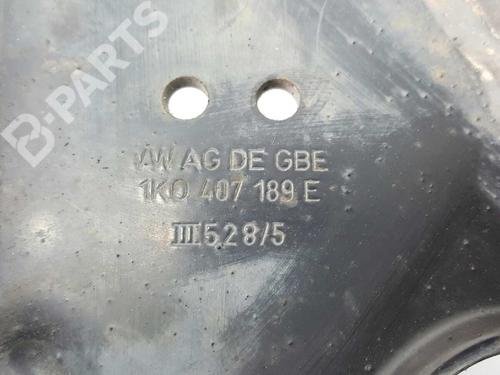 B-PARTS
VW AG DE GBE
1K0 407 189 E
III 528/5